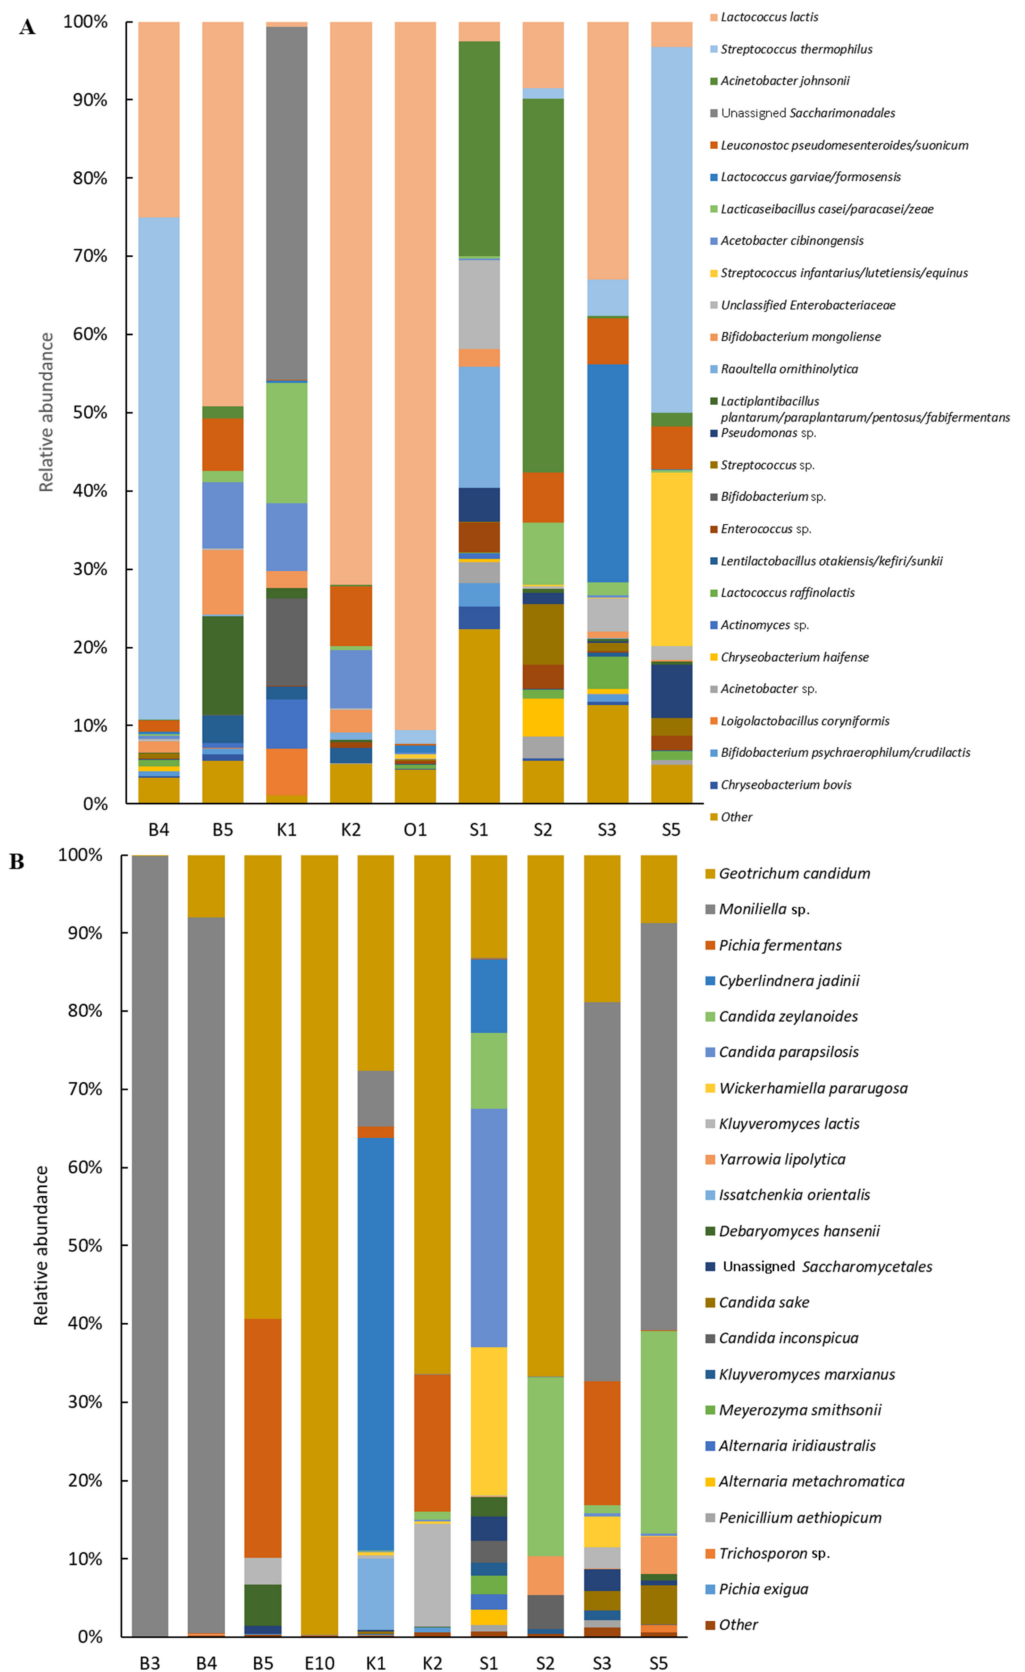 A
100%
90%
80%
70%
60%
50%
40%
30%
20%
10%
0%
Relative abundance
B4 B5 K1 K2 O1 S1 S2 S3 S5
Lactococcus lactis
Streptococcus thermophilus
Acinetobacter johnsonii
Unassigned Saccharimonadales
Leuconostoc pseudomesenteroides/suonicum
Lactococcus garviae/formosensis
Lacticaseibacillus casei/paracasei/zeae
Acetobacter cibinongensis
Streptococcus infantarius/lutetiensis/equinus
Unclassified Enterobacteriaceae
Bifidobacterium mongoliense
Raoultella ornithinolytica
Lactiplantibacillus
plantarum/paraplantarum/pentosus/fabifermentans
Pseudomonas sp.
Streptococcus sp.
Bifidobacterium sp.
Enterococcus sp.
Lentilactobacillus otakiensis/kefiri/sunkii
Lactococcus raffinolactis
Actinomyces sp.
Chryseobacterium haifense
Acinetobacter sp.
Loigolactobacillus coryniformis
Bifidobacterium psychraerophilum/crudilactis
Chryseobacterium bovis
Other
B
100%
90%
80%
70%
60%
50%
40%
30%
20%
10%
0%
Relative abundance
B3 B4 B5 E10 K1 K2 S1 S2 S3 S5
Geotrichum candidum
Moniliella sp.
Pichia fermentans
Cyberlindnera jadinii
Candida zeylanoides
Candida parapsilosis
Wickerhamiella pararugosa
Kluyveromyces lactis
Yarrowia lipolytica
Issatchenkia orientalis
Debaryomyces hansenii
Unassigned Saccharomycetales
Candida sake
Candida inconspicua
Kluyveromyces marxianus
Meyerozyma smithsonii
Alternaria iridiaustralis
Alternaria metachromatica
Penicillium aethiopicum
Trichosporon sp.
Pichia exigua
Other